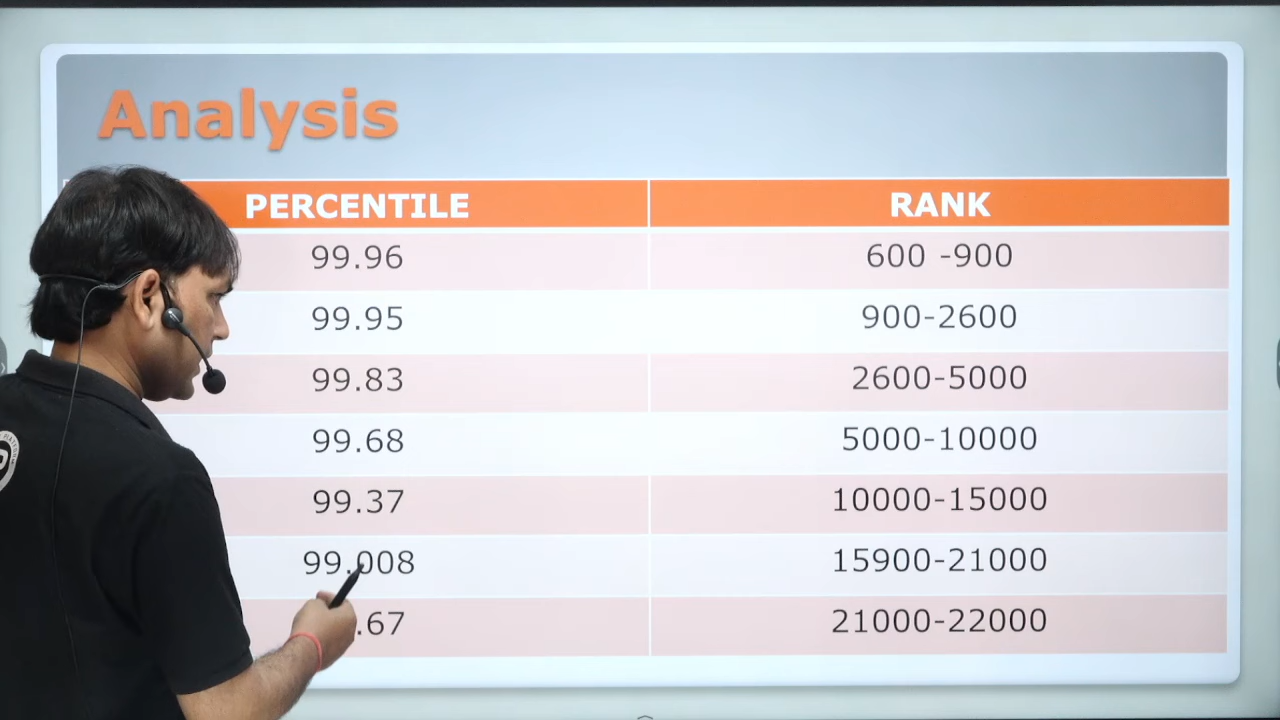 Analysis
PERCENTILE RANK
99.96 600 -900
99.95 900-2600
99.83 2600-5000
99.68 5000-10000
99.37 10000-15000
99.008 15900-21000
.67 21000-22000